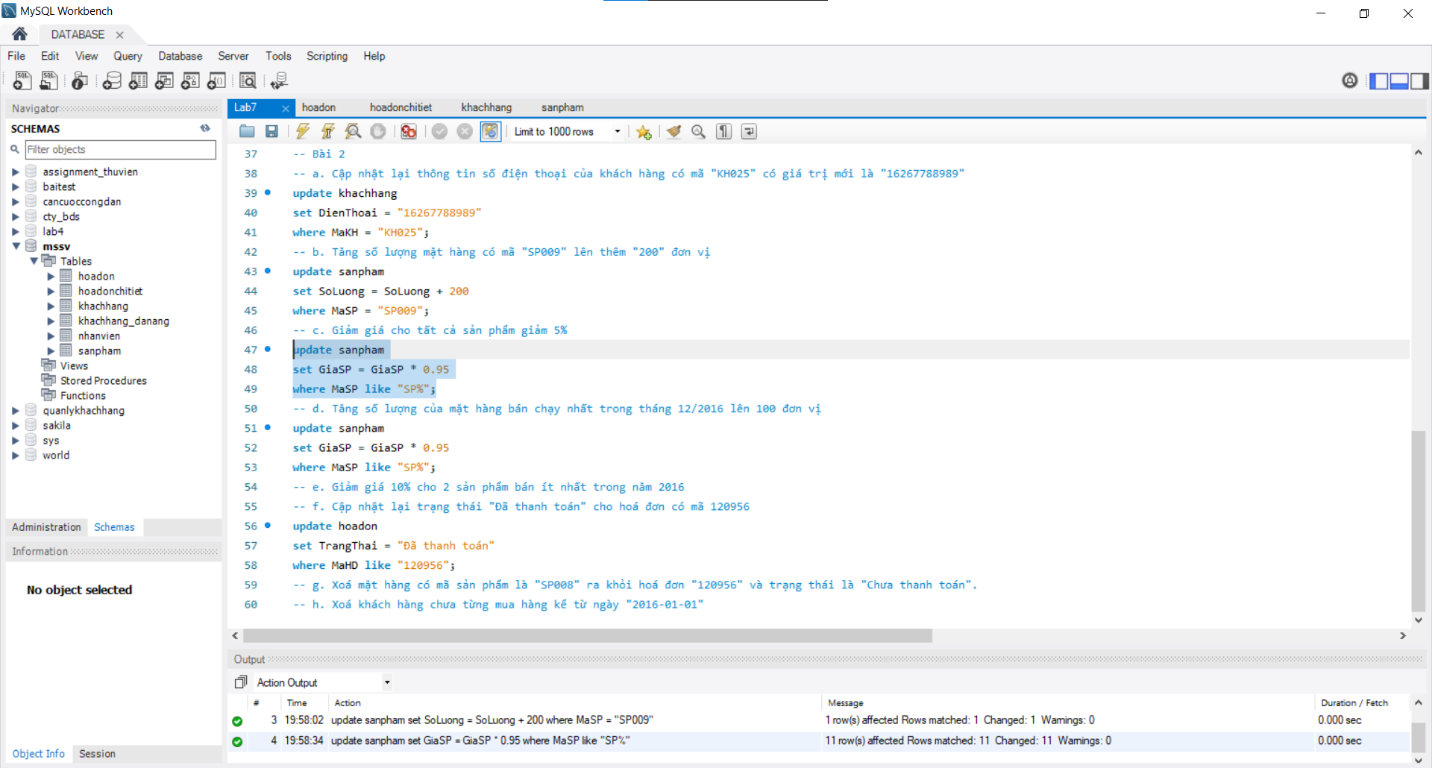 MySQL Workbench
DATABASE
File Edit View Query Database Server Tools Scripting Help
Navigator
SCHEMAS
Filter objects
assignment_thuvien
baitest
cancuoccongdan
cty_bds
lab4
mssv
Tables
hoadon
hoadonchitiet
khachhang
khachhang_danang
nhanvien
sanpham
Views
Stored Procedures
Functions
quanlykhachhang
sakila
sys
world
Administration Schemas
Information
No object selected
Object Info Session
Lab7 hoadon hoadonchitiet khachhang sanpham
Limit to 1000 rows
37 -- Bài 2
38 -- a. Cập nhật lại thông tin số điện thoại của khách hàng có mã "KH025" có giá trị mới là "16267788989"
39 update khachhang
40 set DienThoai = "16267788989"
41 where MaKH = "KH025";
42 -- b. Tăng số lượng mặt hàng có mã "SP009" lên thêm "200" đơn vị
43 update sanpham
44 set SoLuong = SoLuong + 200
45 where MaSP = "SP009";
46 -- c. Giảm giá cho tất cả sản phẩm giảm 5%
47 update sanpham
48 set GiaSP = GiaSP * 0.95
49 where MaSP like "SP%";
50 -- d. Tăng số lượng của mặt hàng bán chạy nhất trong tháng 12/2016 lên 100 đơn vị
51 update sanpham
52 set GiaSP = GiaSP * 0.95
53 where MaSP like "SP%";
54 -- e. Giảm giá 10% cho 2 sản phẩm bán ít nhất trong năm 2016
55 -- f. Cập nhật lại trạng thái "Đã thanh toán" cho hoá đơn có mã 120956
56 update hoadon
57 set TrangThai = "Đã thanh toán"
58 where MaHD like "120956";
59 -- g. Xoá mặt hàng có mã sản phẩm là "SP008" ra khỏi hoá đơn "120956" và trạng thái là "Chưa thanh toán".
60 -- h. Xoá khách hàng chưa từng mua hàng kể từ ngày "2016-01-01"
Output
Action Output
# Time Action Message Duration / Fetch
3 19:58:02 update sanpham set SoLuong = SoLuong + 200 where MaSP = "SP009" 1 row(s) affected Rows matched: 1 Changed: 1 Warnings: 0 0.000 sec
4 19:58:34 update sanpham set GiaSP = GiaSP * 0.95 where MaSP like "SP%" 11 row(s) affected Rows matched: 11 Changed: 11 Warnings: 0 0.000 sec